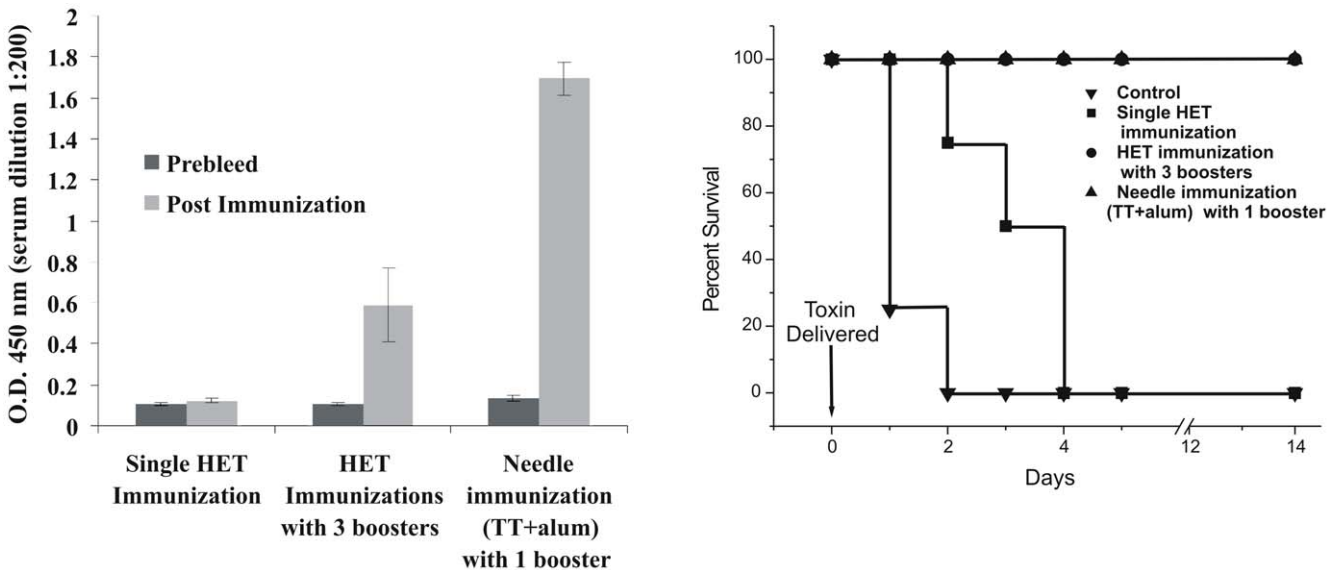 O.D. 450 nm (serum dilution 1:200)
2
1.8
1.6
1.4
1.2
1
0.8
0.6
0.4
0.2
0
Prebleed
Post Immunization
Single HET
Immunization
HET
Immunizations
with 3 boosters
Needle
immunization
(TT+alum)
with 1 booster
Percent Survival
100
80
60
40
20
0
Toxin
Delivered
Control
Single HET
immunization
HET immunization
with 3 boosters
Needle immunization
(TT+alum) with 1 booster
0 2 4 12 14
Days